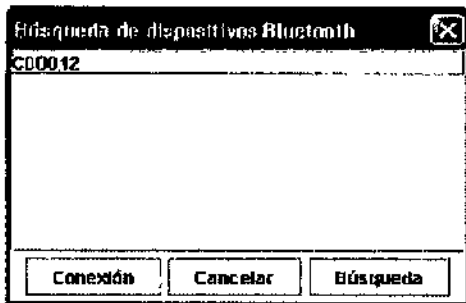 Búsqueda de dispositivos Bluetooth
C00012
Conexión Cancelar Búsqueda